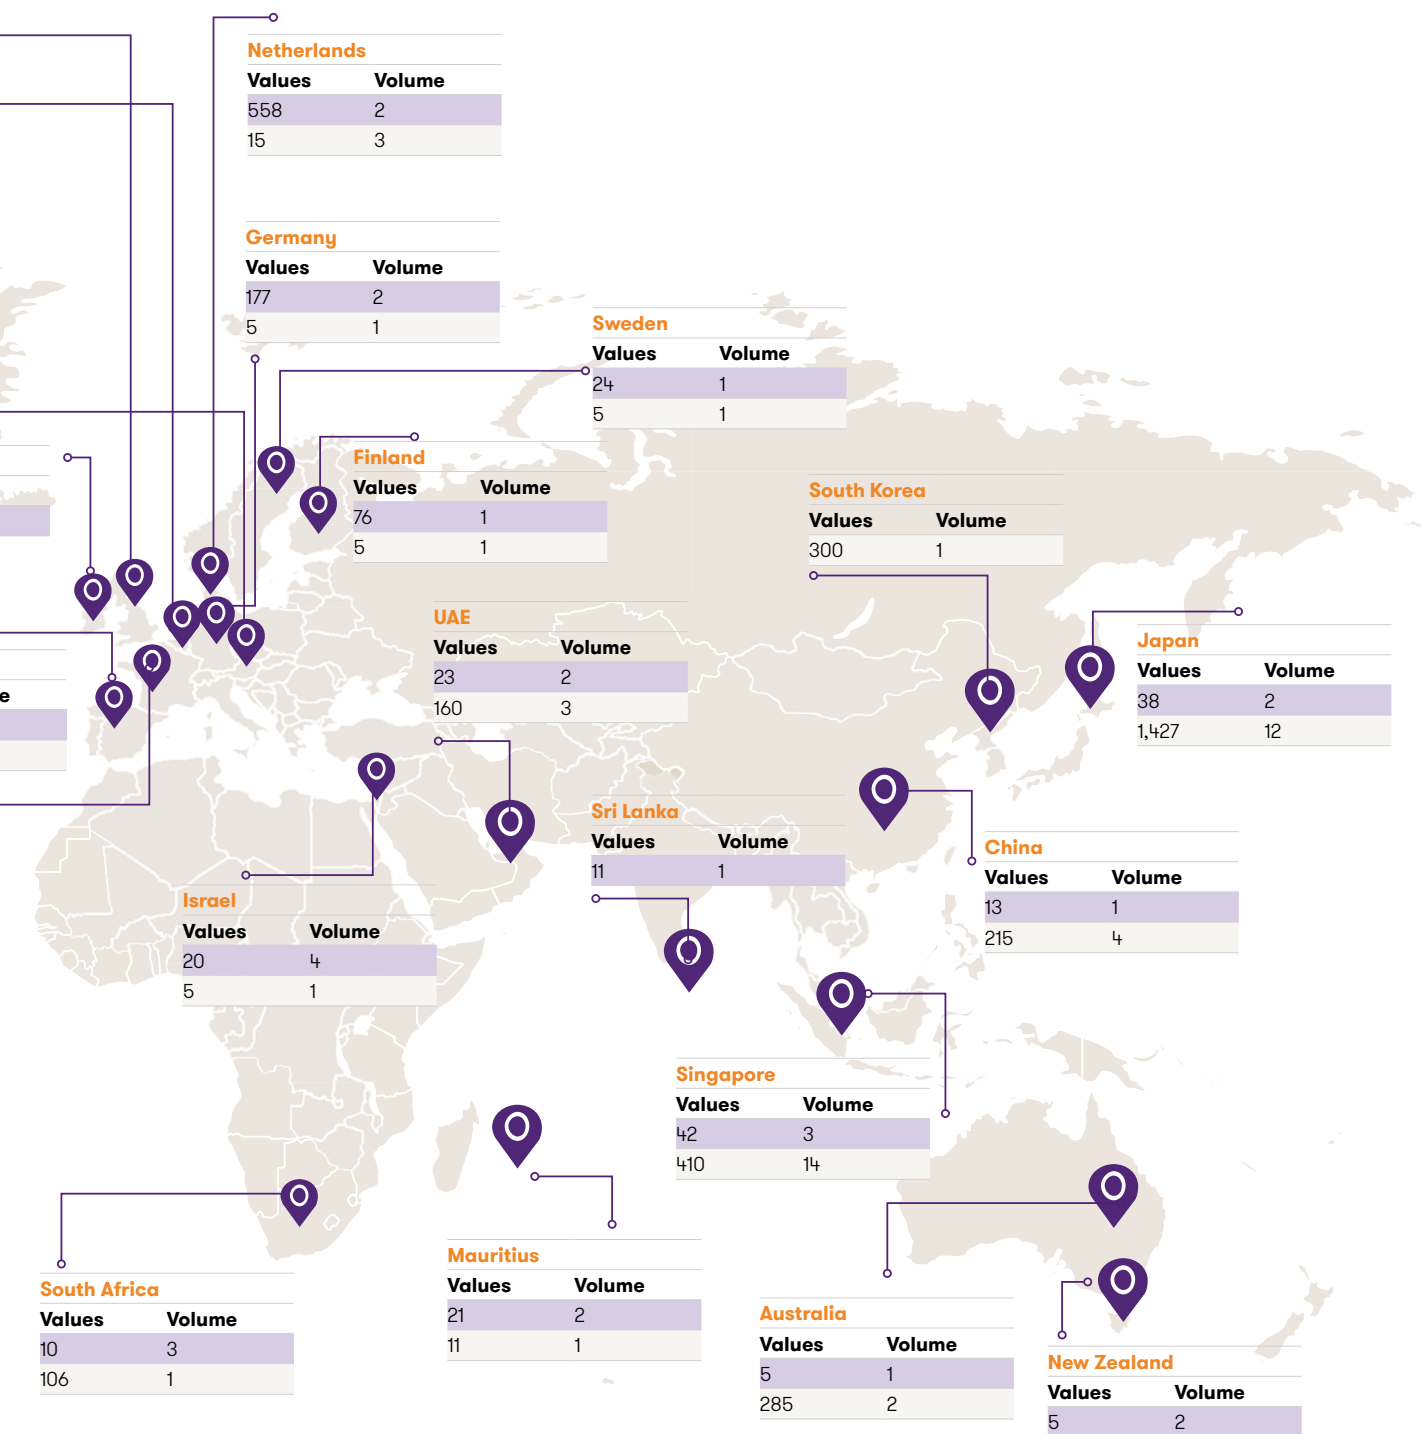 Netherlands
Values Volume
558 2
15 3
Germany
Values Volume
177 2
5 1
Sweden
Values Volume
24 1
5 1
Finland
Values Volume
76 1
5 1
South Korea
Values Volume
300 1
UAE
Values Volume
23 2
160 3
Japan
Values Volume
38 2
1,427 12
e
Sri Lanka
Values Volume
11 1
China
Values Volume
13 1
215 4
Israel
Values Volume
20 4
5 1
Singapore
Values Volume
42 3
410 14
Mauritius
Values Volume
21 2
11 1
South Africa
Values Volume
10 3
106 1
Australia
Values Volume
5 1
285 2
New Zealand
Values Volume
5 2